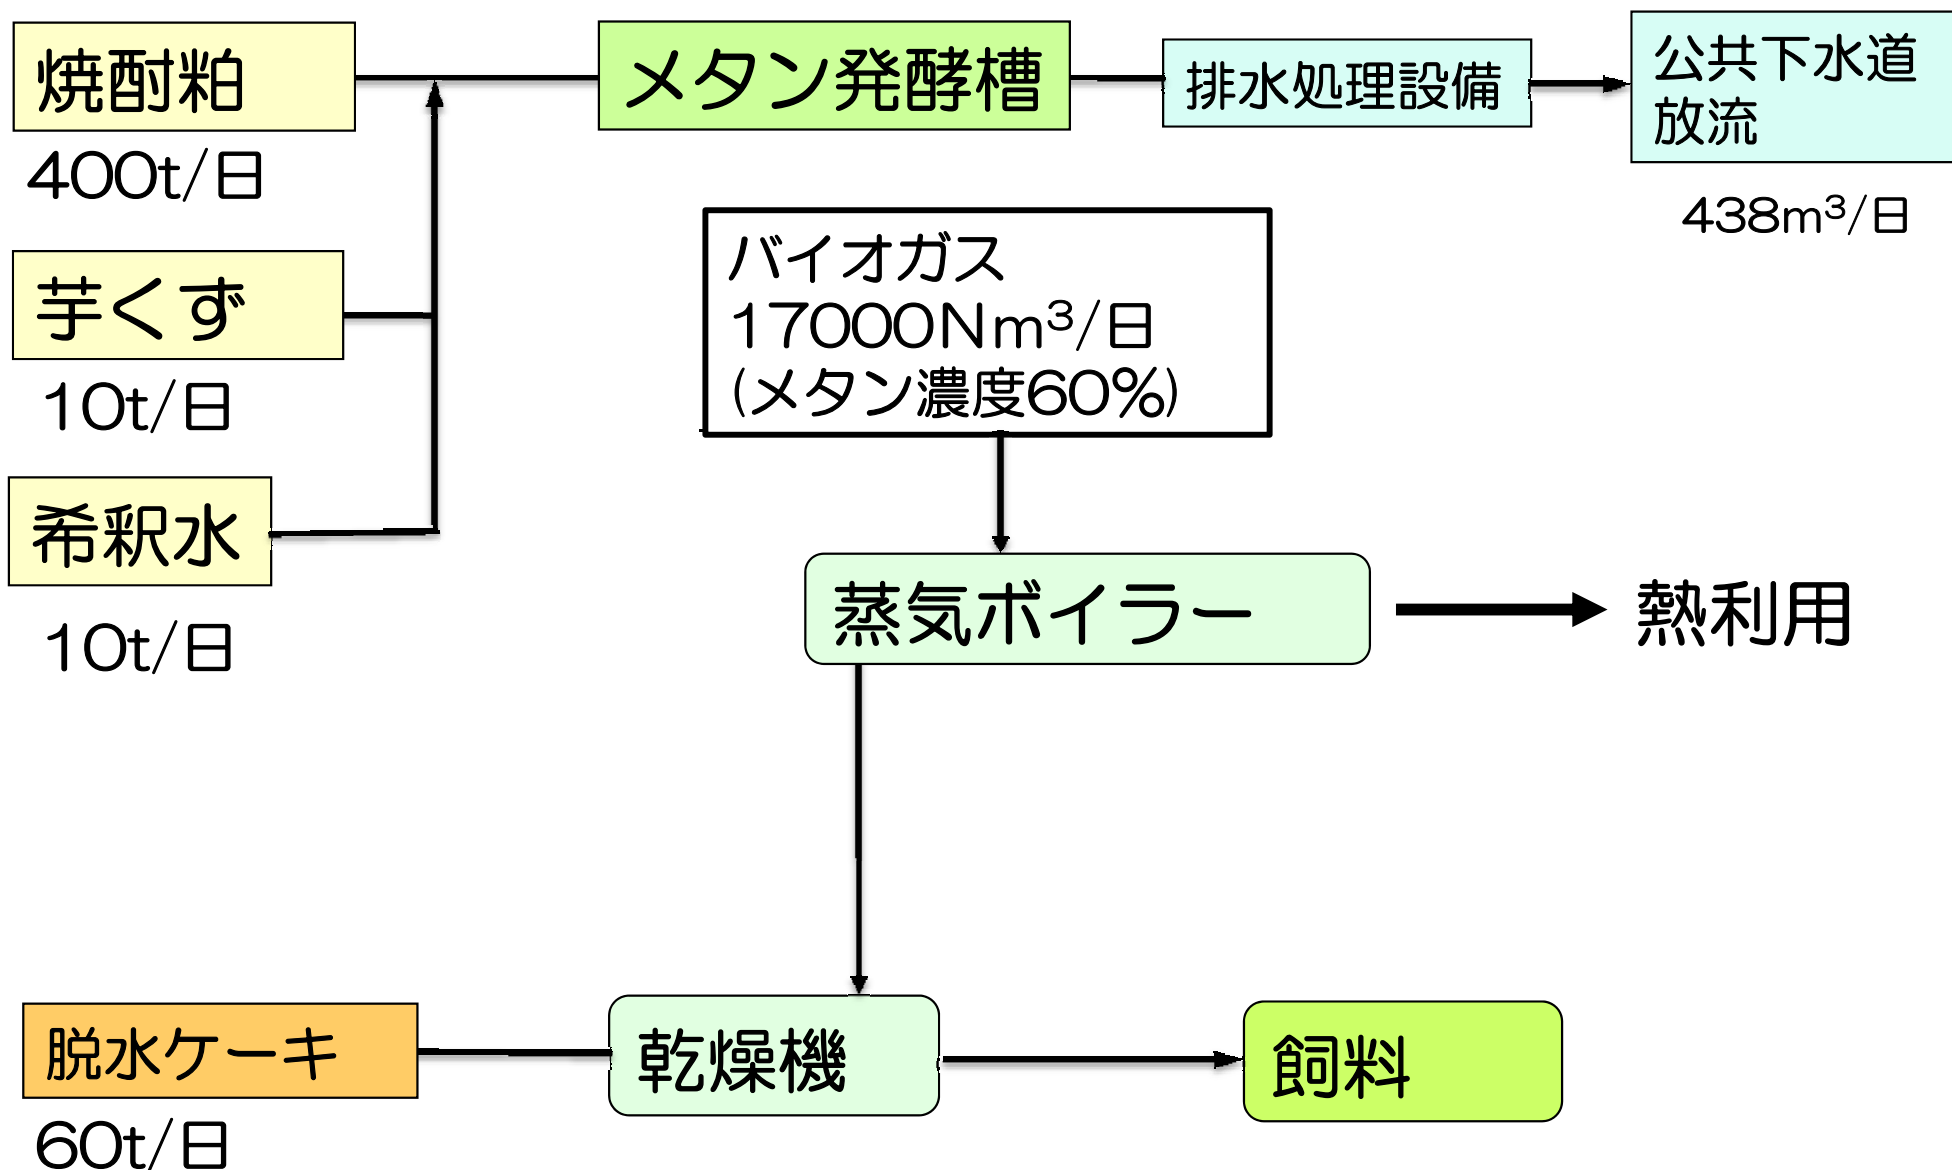 焼酎粕
400t/日
芋くず
10t/日
希釈水
10t/日
メタン発酵槽
排水処理設備
公共下水道
放流
438m³/日
バイオガス
17000Nm³/日
(メタン濃度60%)
蒸気ボイラー
熱利用
脱水ケーキ
60t/日
乾燥機
飼料